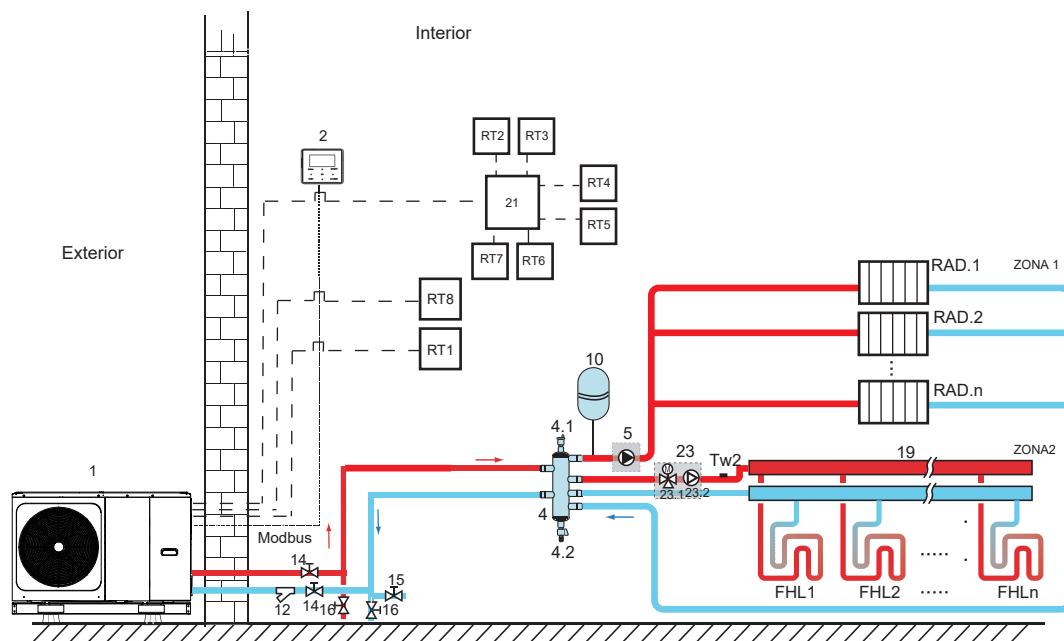 Interior
2
RT2
RT3
RT4
21
RT5
RT7
RT6
Exterior
RT8
RT1
RAD.1
ZONA 1
RAD.2
.....
RAD.n
10
4.1
5
23
Tw2
19
ZONA2
M
23.1
23.2
1
4
4.2
Modbus
14
15
12
14
16
16
FHL1
FHL2
.....
FHLn
.....